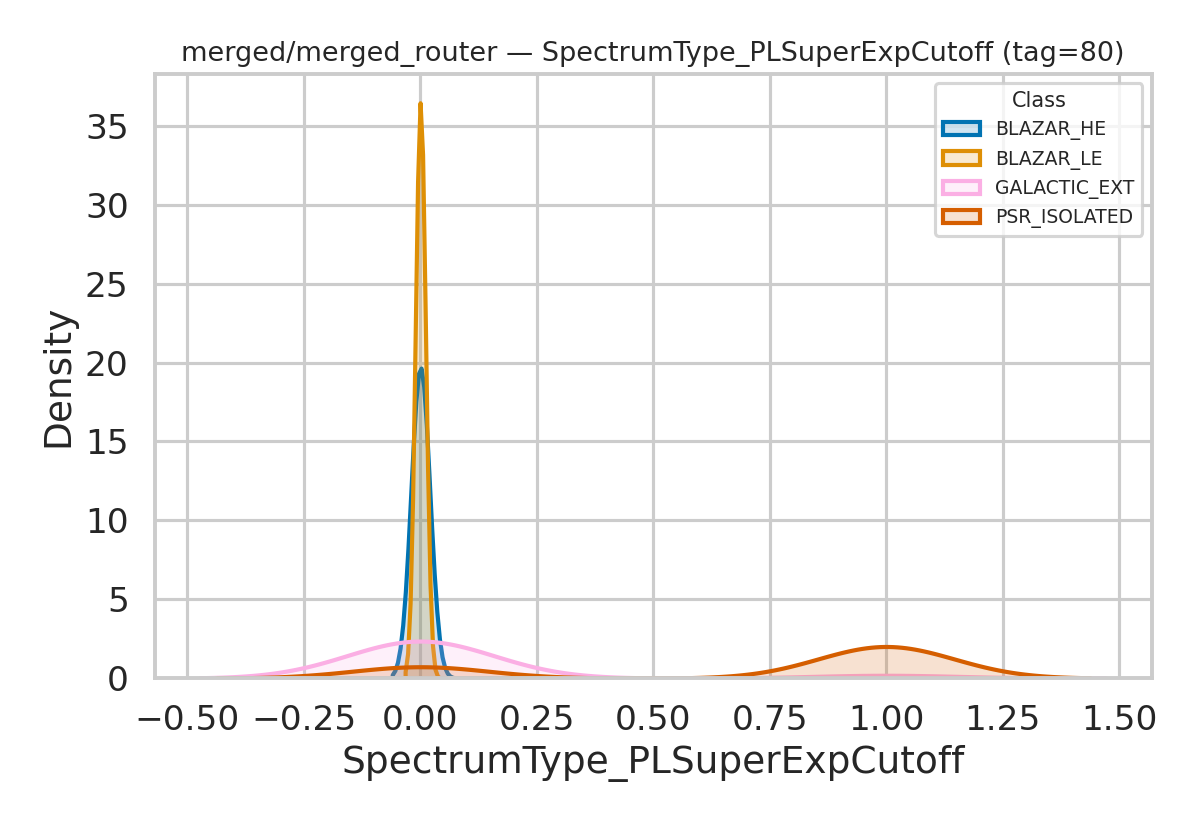 merged/merged_router — SpectrumType_PLSuperExpCutoff (tag=80)
Class
BLAZAR_HE
BLAZAR_LE
GALACTIC_EXT
PSR_ISOLATED
Density
35
30
25
20
15
10
5
0
−0.50 −0.25 0.00 0.25 0.50 0.75 1.00 1.25 1.50
SpectrumType_PLSuperExpCutoff